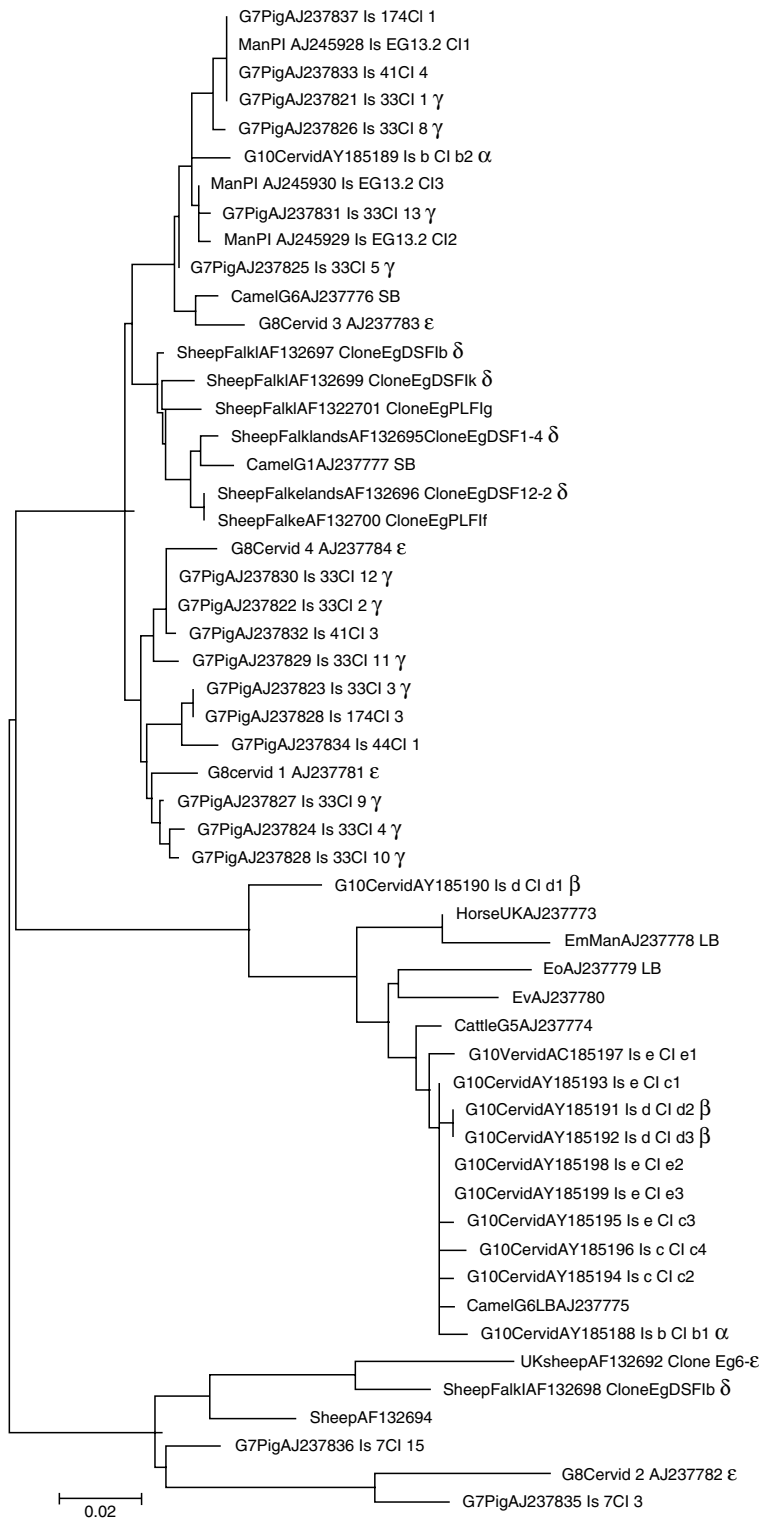 G7PigAJ237837 Is 174Cl 1
ManPI AJ245928 Is EG13.2 Cl1
G7PigAJ237833 Is 41Cl 4
G7PigAJ237821 Is 33Cl 1 γ
G7PigAJ237826 Is 33Cl 8 γ
G10CervidAY185189 Is b Cl b2 α
ManPI AJ245930 Is EG13.2 Cl3
G7PigAJ237831 Is 33Cl 13 γ
ManPI AJ245929 Is EG13.2 Cl2
G7PigAJ237825 Is 33Cl 5 γ
CamelG6AJ237776 SB
G8Cervid 3 AJ237783 ε
SheepFalklAF132697 CloneEgDSFlb δ
SheepFalklAF132699 CloneEgDSFlk δ
SheepFalklAF1322701 CloneEgPLFlg
SheepFalklandsAF132695CloneEgDSF1-4 δ
CamelG1AJ237777 SB
SheepFalkelandsAF132696 CloneEgDSF12-2 δ
SheepFalkeAF132700 CloneEgPLFlf
G8Cervid 4 AJ237784 ε
G7PigAJ237830 Is 33Cl 12 γ
G7PigAJ237822 Is 33Cl 2 γ
G7PigAJ237832 Is 41Cl 3
G7PigAJ237829 Is 33Cl 11 γ
G7PigAJ237823 Is 33Cl 3 γ
G7PigAJ237828 Is 174Cl 3
G7PigAJ237834 Is 44Cl 1
G8cervid 1 AJ237781 ε
G7PigAJ237827 Is 33Cl 9 γ
G7PigAJ237824 Is 33Cl 4 γ
G7PigAJ237828 Is 33Cl 10 γ
G10CervidAY185190 Is d Cl d1 β
HorseUKAJ237773
EmManAJ237778 LB
EoAJ237779 LB
EvAJ237780
CattleG5AJ237774
G10VervidAC185197 Is e Cl e1
G10CervidAY185193 Is e Cl c1
G10CervidAY185191 Is d Cl d2 β
G10CervidAY185192 Is d Cl d3 β
G10CervidAY185198 Is e Cl e2
G10CervidAY185199 Is e Cl e3
G10CervidAY185195 Is e Cl c3
G10CervidAY185196 Is c Cl c4
G10CervidAY185194 Is c Cl c2
CamelG6LBAJ237775
G10CervidAY185188 Is b Cl b1 α
UKsheepAF132692 Clone Eg6-ε
SheepFalklAF132698 CloneEgDSFlb δ
SheepAF132694
G7PigAJ237836 Is 7Cl 15
G8Cervid 2 AJ237782 ε
G7PigAJ237835 Is 7Cl 3
0.02